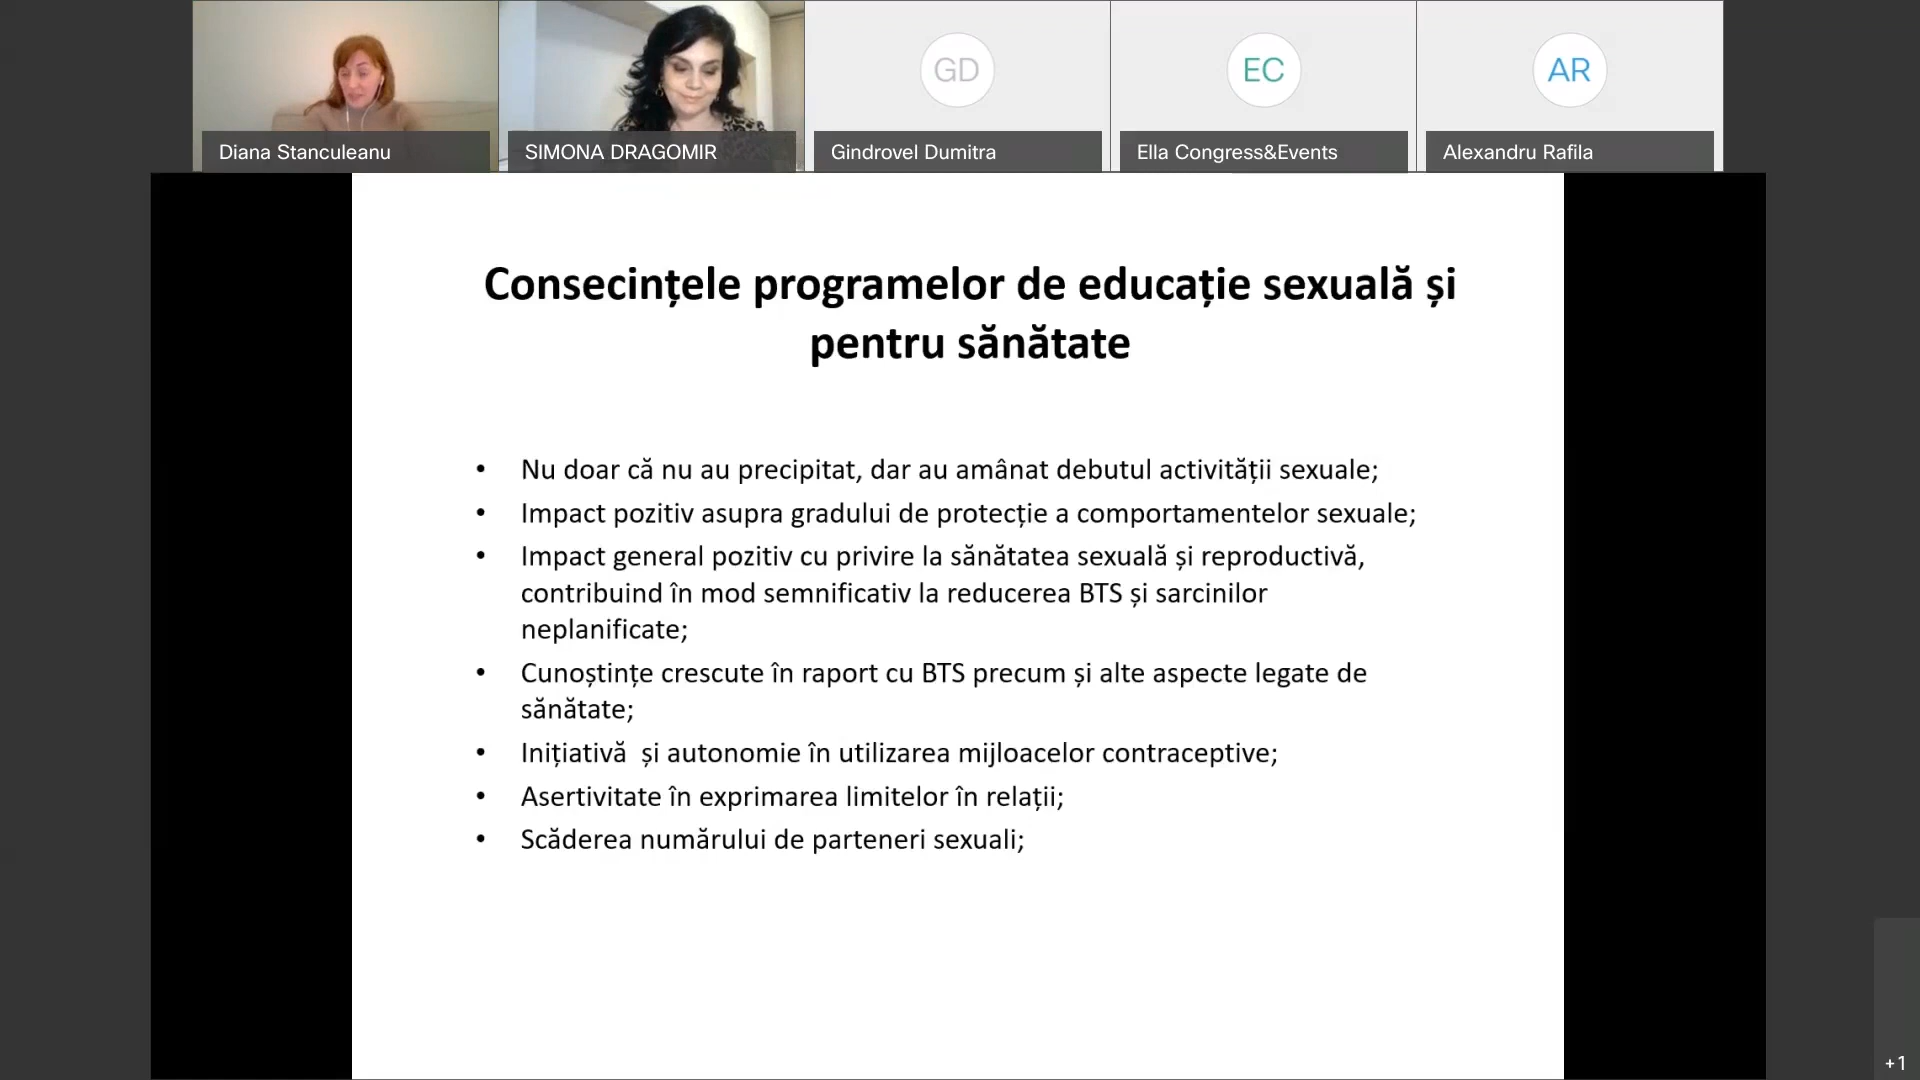 GD
EC
AR
Diana Stanculeanu
SIMONA DRAGOMIR
Gindrovel Dumitra
Ella Congress&Events
Alexandru Rafila
Consecințele programelor de educație sexuală și
pentru sănătate
• Nu doar că nu au precipitat, dar au amânat debutul activității sexuale;
• Impact pozitiv asupra gradului de protecție a comportamentelor sexuale;
• Impact general pozitiv cu privire la sănătatea sexuală și reproductivă,
contribuind în mod semnificativ la reducerea BTS și sarcinilor
neplanificate;
• Cunoștințe crescute în raport cu BTS precum și alte aspecte legate de
sănătate;
• Inițiativă  și autonomie în utilizarea mijloacelor contraceptive;
• Asertivitate în exprimarea limitelor în relații;
• Scăderea numărului de parteneri sexuali;
+1